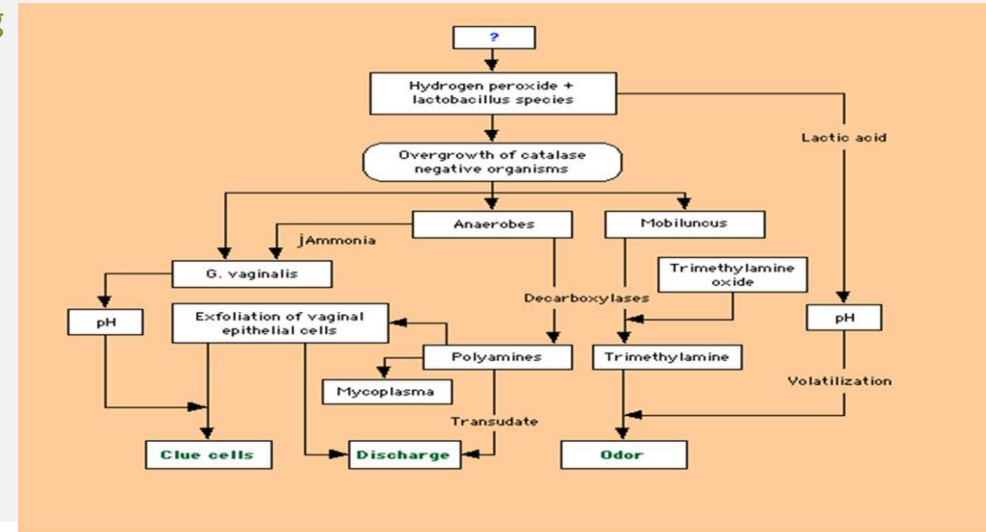 ?
Hydrogen peroxide +
lactobacillus species
Lactic acid
Overgrowth of catalase
negative organisms
Anaerobes
Mobiluncus
jAmmonia
G. vaginalis
Trimethylamine
oxide
Decarboxylases
pH
Exfoliation of vaginal
epithelial cells
pH
Polyamines
Trimethylamine
Mycoplasma
Volatilization
Transudate
Clue cells
Discharge
Odor